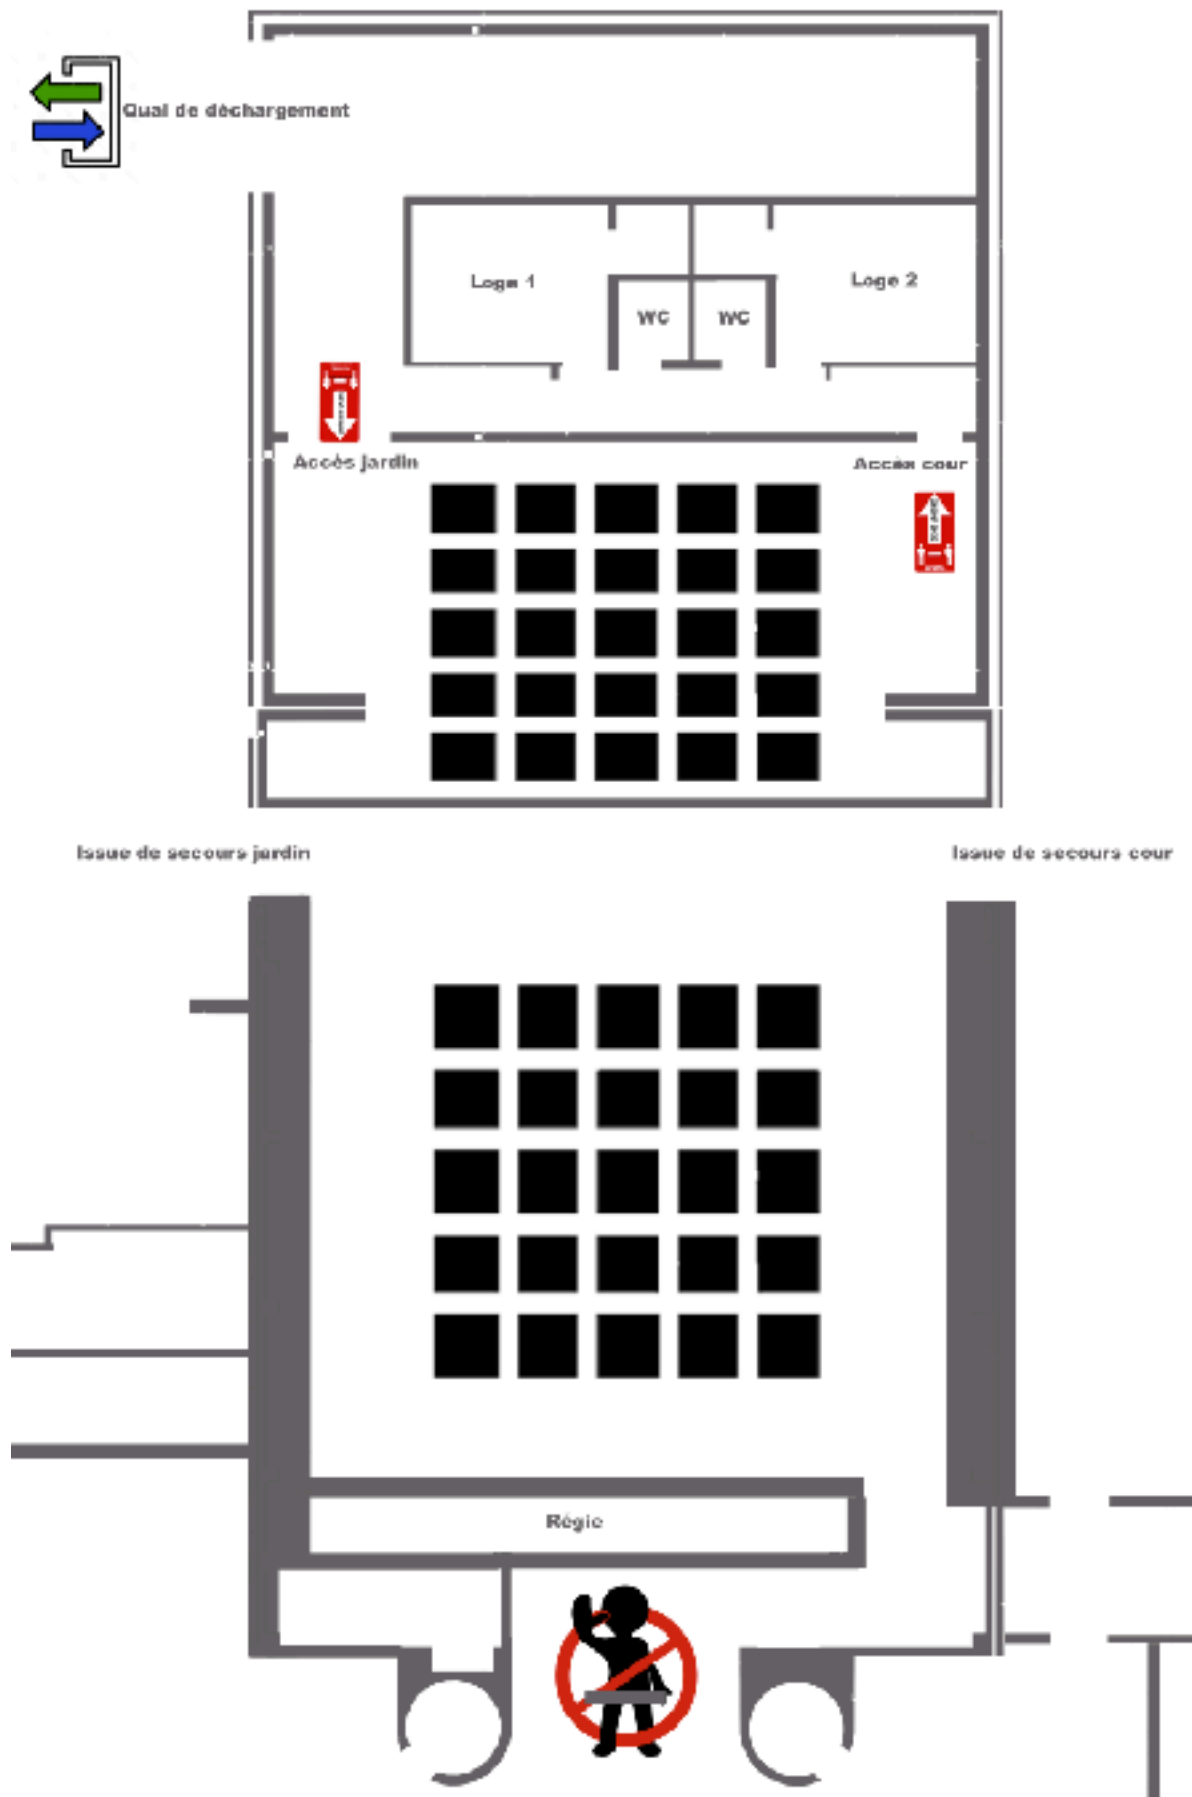 Quai de déchargement
Loge 1
Loge 2
WC
WC
Accès jardin
Accès cour
Issue de secours jardin
Issue de secours cour
Régie